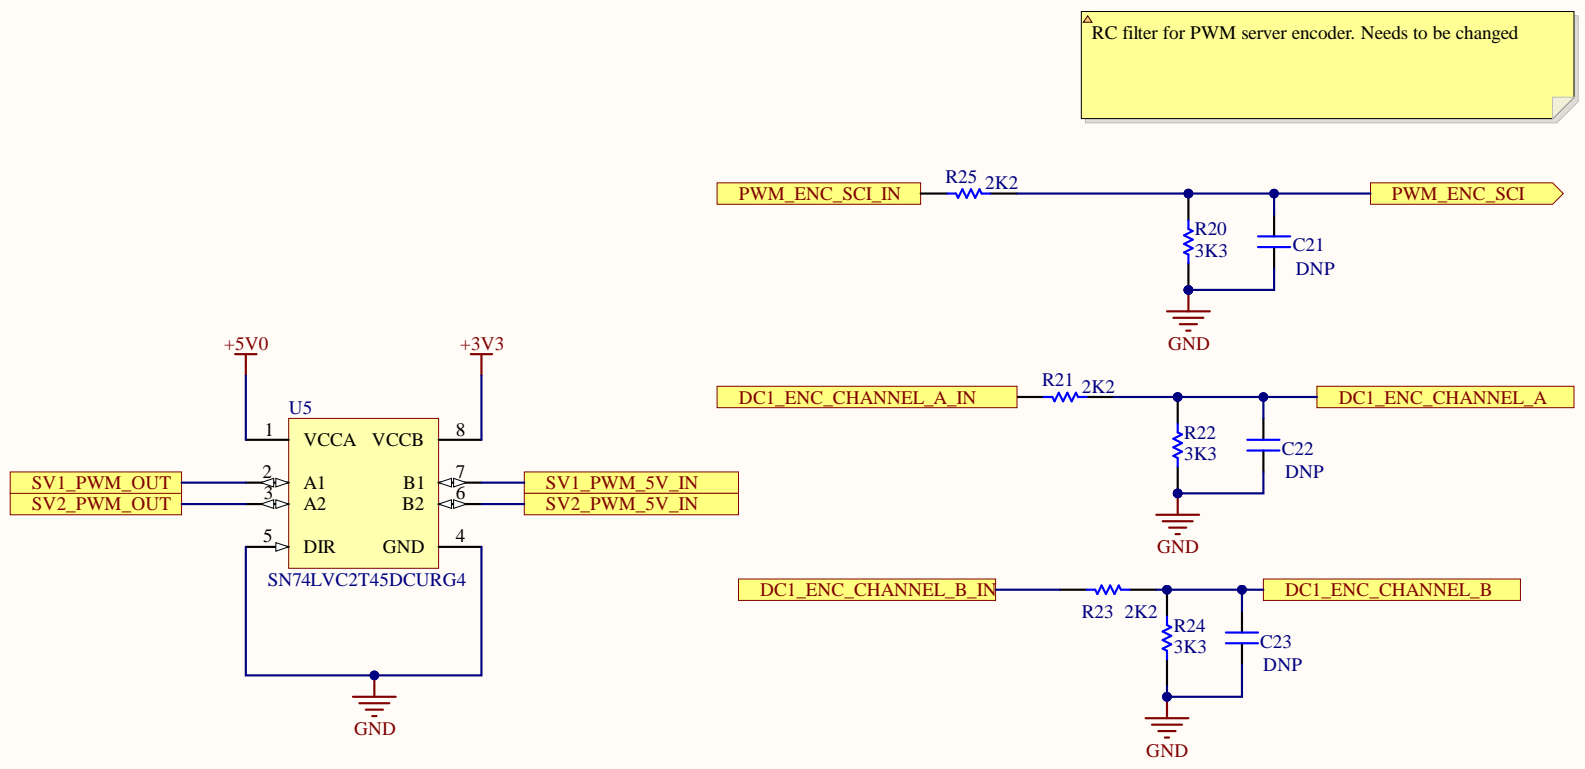 RC filter for PWM server encoder. Needs to be changed
PWM_ENC_SCI_IN
R25
2K2
PWM_ENC_SCI
R20
3K3
C21
DNP
GND
+5V0
+3V3
U5
1
VCCA
VCCB
8
SV1_PWM_OUT
2
A1
B1
7
SV1_PWM_5V_IN
SV2_PWM_OUT
3
A2
B2
6
SV2_PWM_5V_IN
5
DIR
GND
4
SN74LVC2T45DCURG4
GND
DC1_ENC_CHANNEL_A_IN
R21
2K2
DC1_ENC_CHANNEL_A
R22
3K3
C22
DNP
GND
DC1_ENC_CHANNEL_B_IN
R23
2K2
DC1_ENC_CHANNEL_B
R24
3K3
C23
DNP
GND